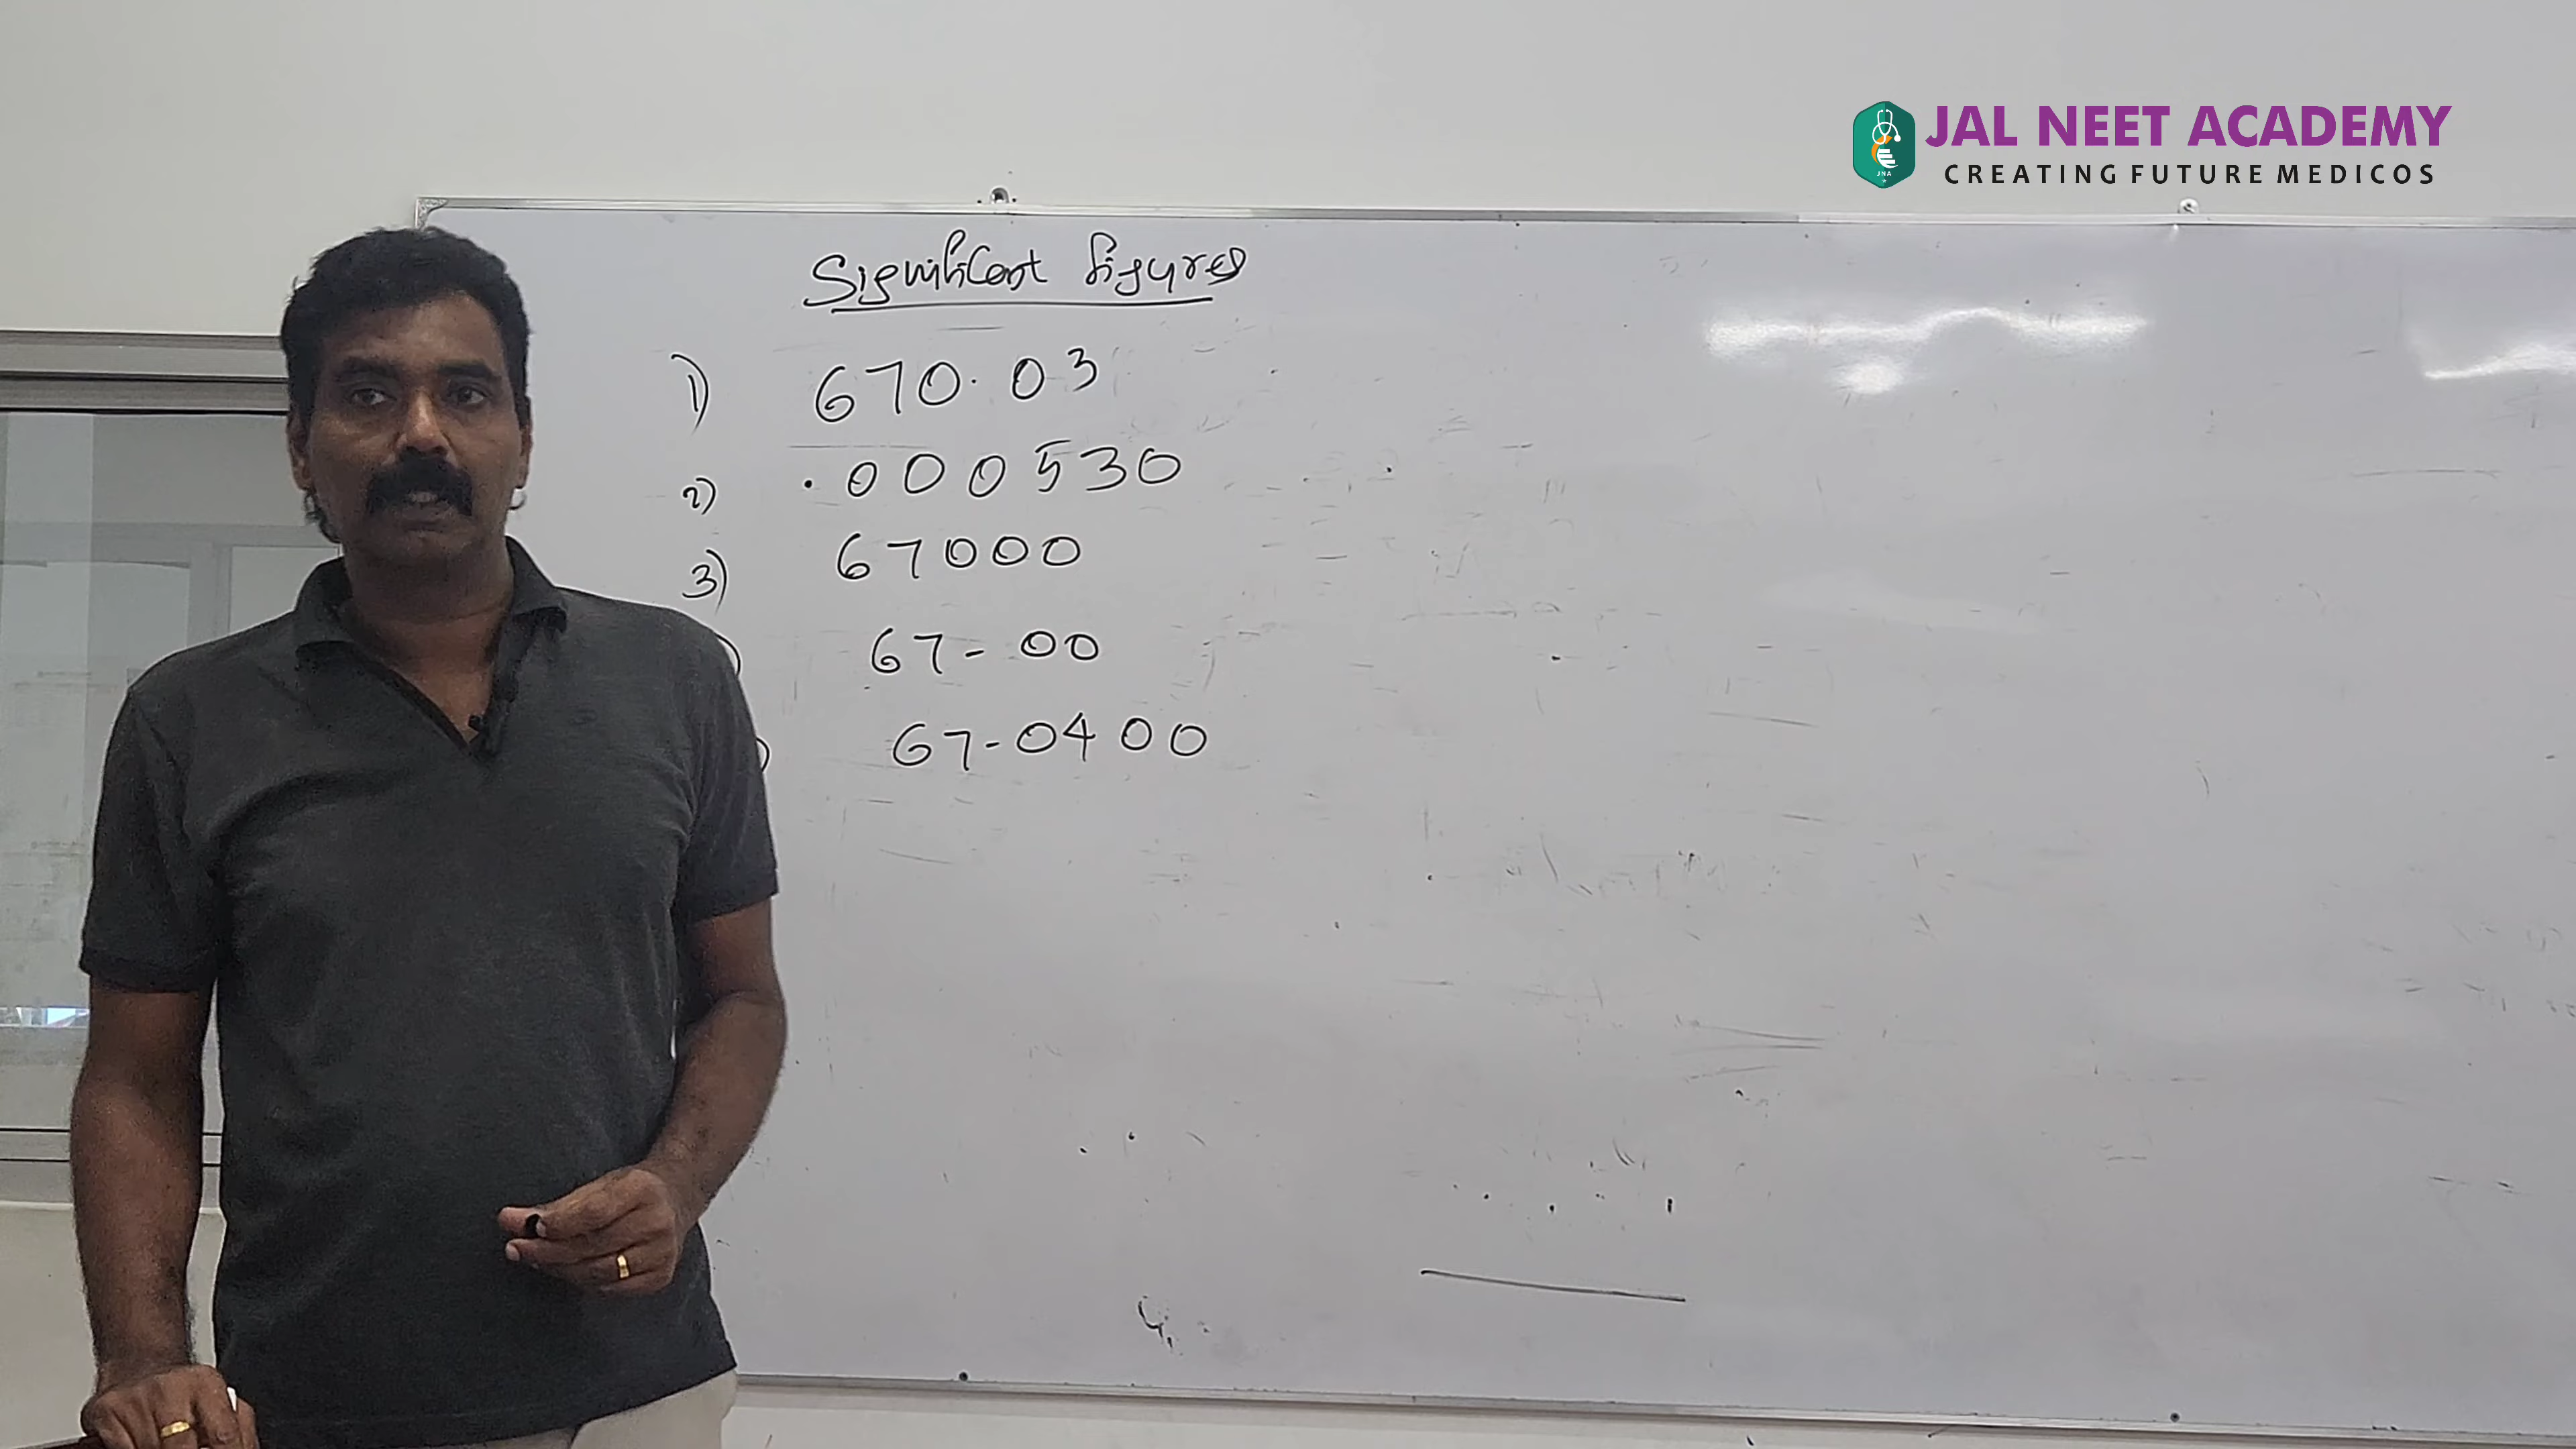 JAL NEET ACADEMY
CREATING FUTURE MEDICOS
JNA
Significant figures
1) 670.03
2) .000530
3) 67000
) 67-00
) 67-0400